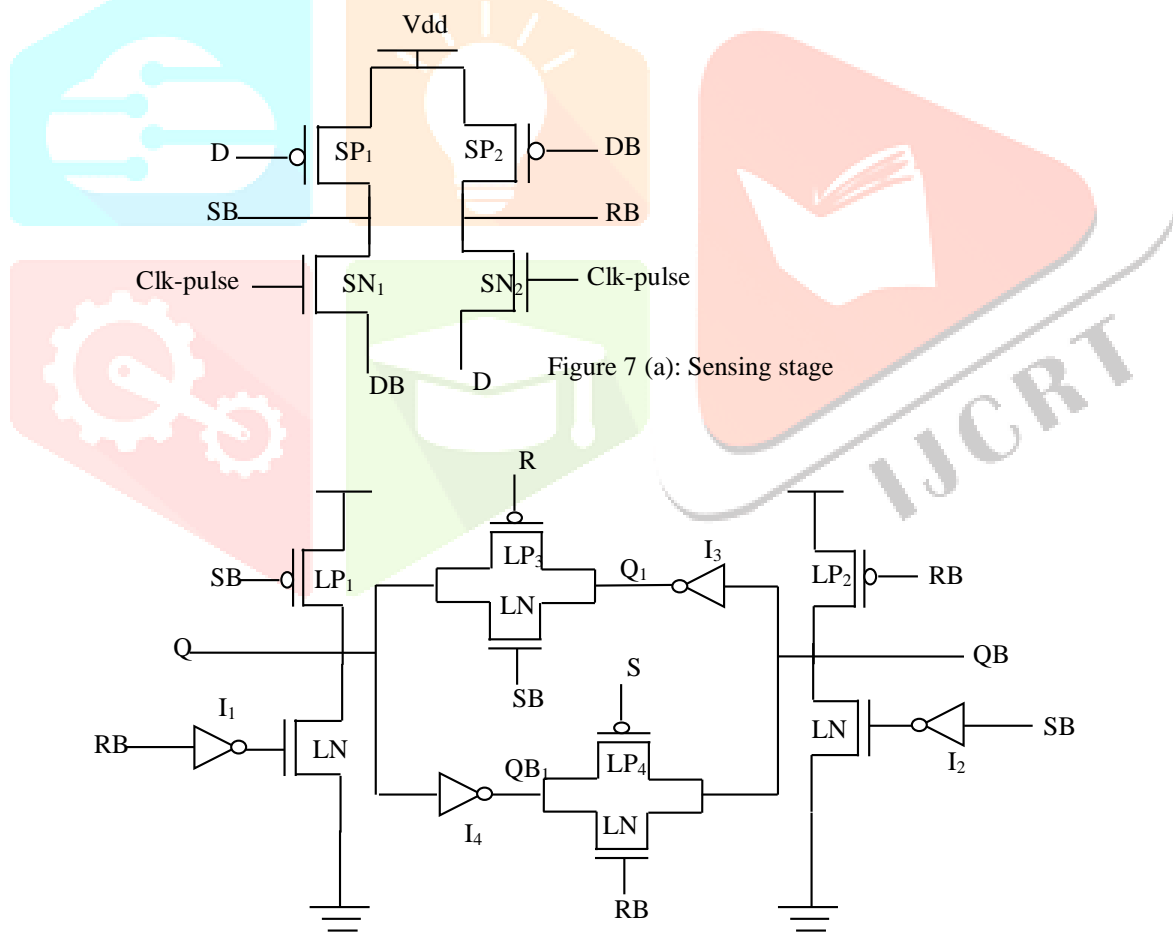 Vdd
D
SP₁
SP₂
DB
SB
RB
Clk-pulse
SN₁
SN₂
Clk-pulse
DB
D
Figure 7 (a): Sensing stage
IJCRT
R
SB
LP₁
LP₃
Q₁
I₃
LP₂
RB
LN
Q
QB
SB
S
I₁
RB
LN
LN
SB
I₂
QB₁
LP₄
I₄
LN
RB